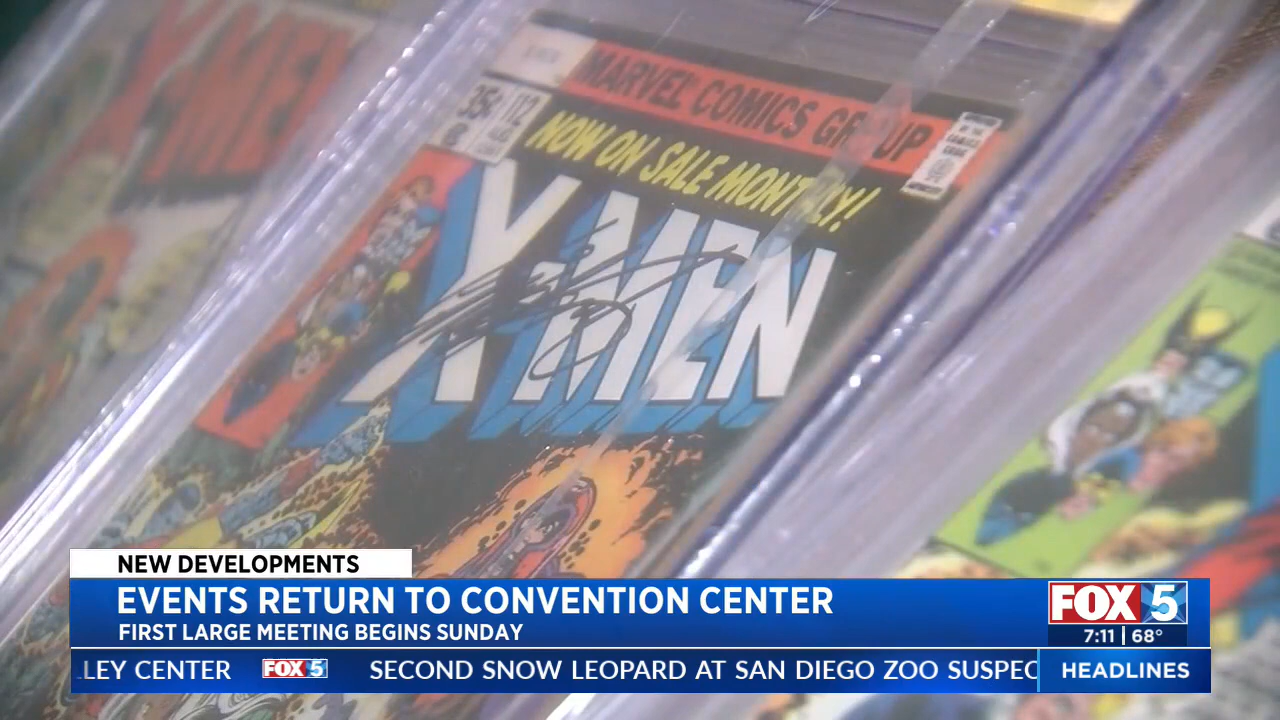 X-MEN
MARVEL COMICS GROUP
35¢ 112
NOW ON SALE MONTHLY!
X-MEN
NEW DEVELOPMENTS
EVENTS RETURN TO CONVENTION CENTER
FIRST LARGE MEETING BEGINS SUNDAY
FOX 5
7:11 | 68°
LEY CENTER FOX 5 SECOND SNOW LEOPARD AT SAN DIEGO ZOO SUSPEC
HEADLINES